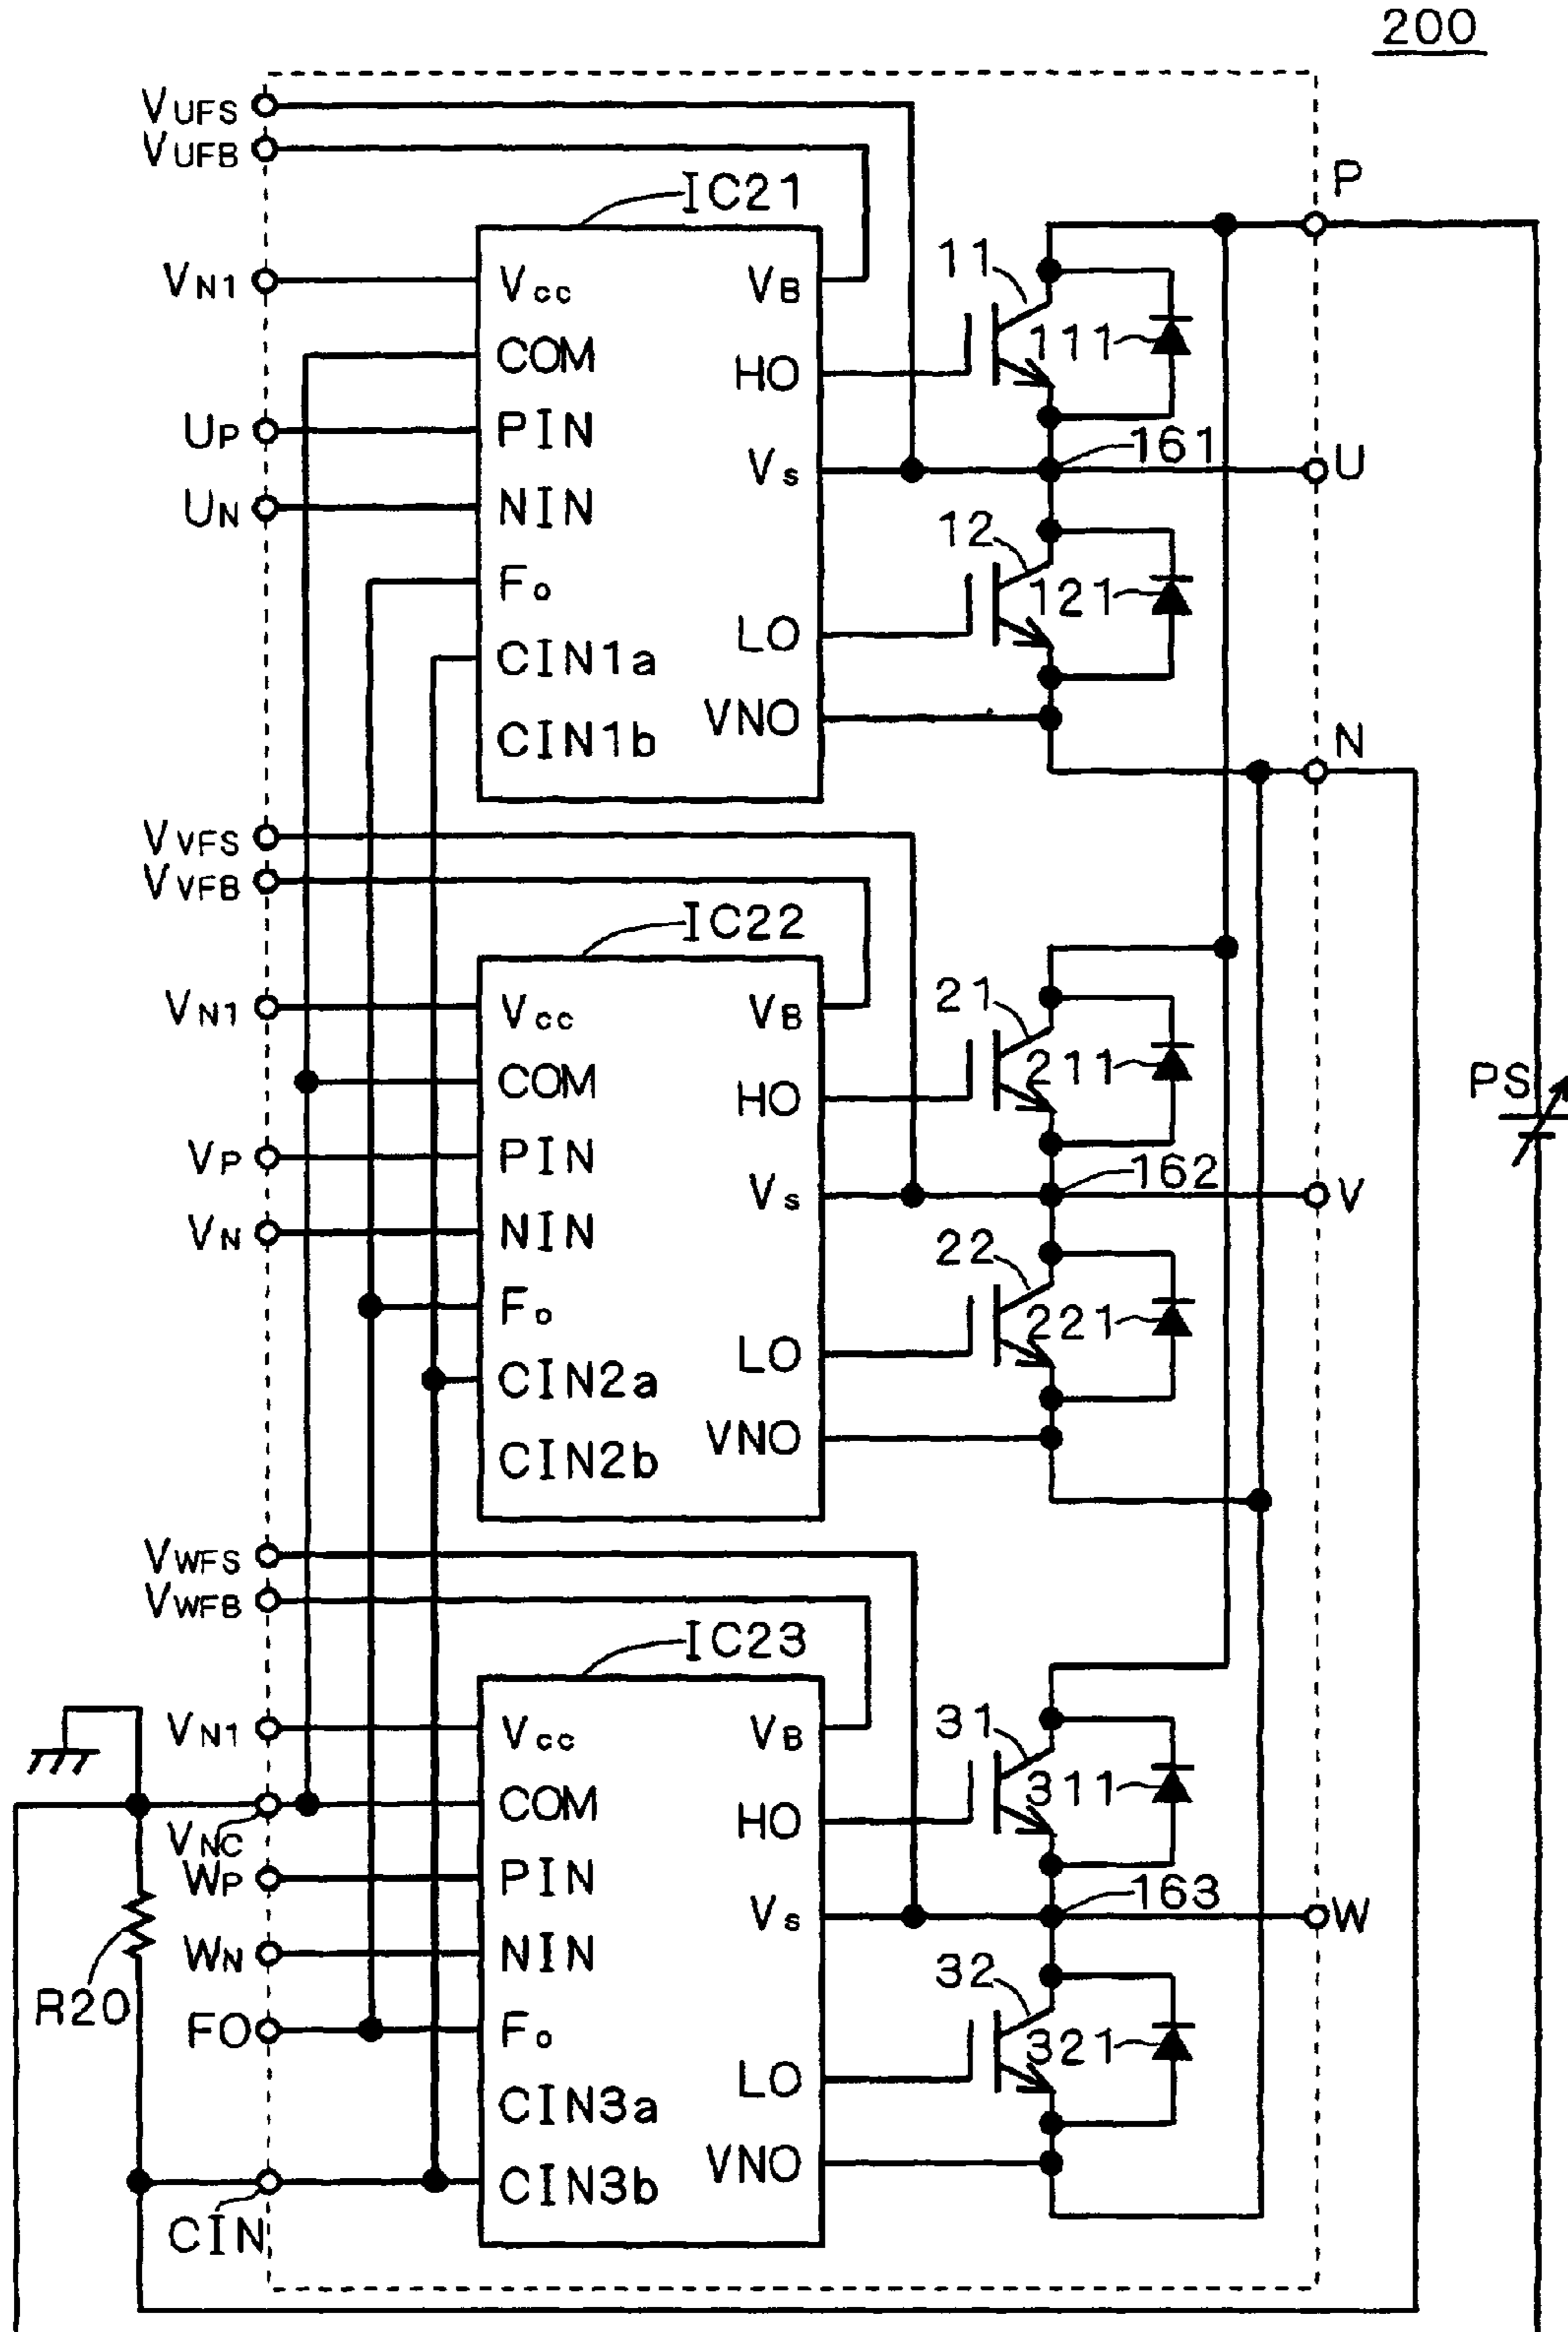 200
VUFS
VUFB
IC21
P
VN1
Vcc
VB
11
COM
HO
111
UP
PIN
161
U
Vs
UN
NIN
12
Fo
121
LO
CIN1a
VNO
CIN1b
N
VVFS
VVFB
IC22
VN1
Vcc
VB
21
COM
HO
211
PS
VP
PIN
162
Vs
V
VN
NIN
22
Fo
221
LO
CIN2a
VNO
CIN2b
VWFS
VWFB
IC23
VN1
Vcc
VB
31
COM
HO
311
VNC
WP
PIN
163
Vs
W
WN
NIN
32
R20
FO
Fo
321
LO
CIN3a
VNO
CIN3b
CIN